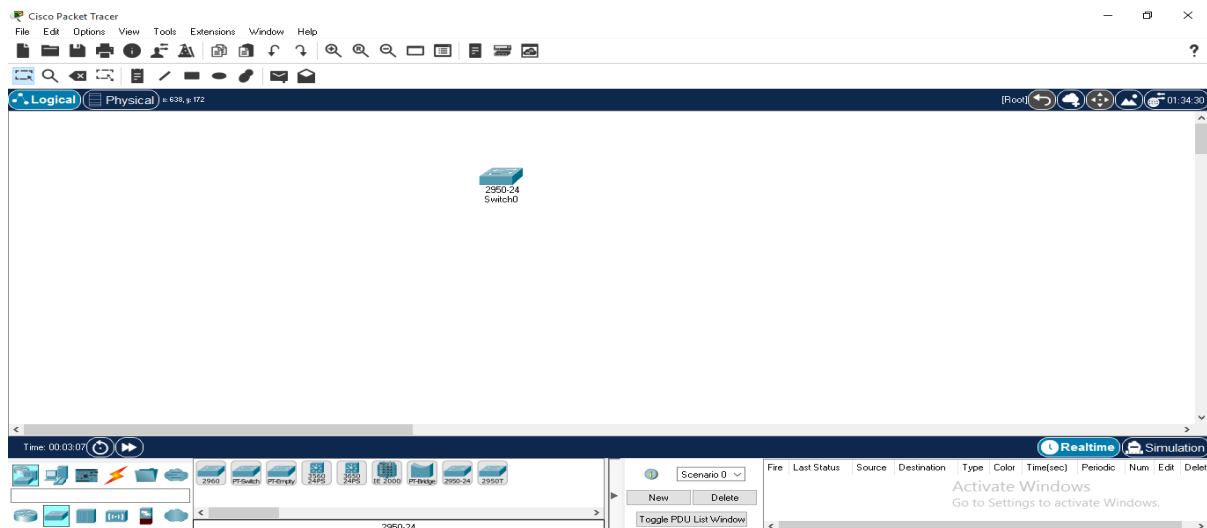 Cisco Packet Tracer
File Edit Options View Tools Extensions Window Help
?
Logical Physical x: 638, y: 172 [Root] 01:34:30
2950-24
Switch0
Time: 00:03:07 Realtime Simulation
2960 PT-Switch PT-Empty 3560 24PS 3650 24PS IE 2000 PT-Bridge 2950-24 2950T
Scenario 0
New Delete
Toggle PDU List Window
Fire Last Status Source Destination Type Color Time(sec) Periodic Num Edit Delet
Activate Windows
Go to Settings to activate Windows.
2950-24